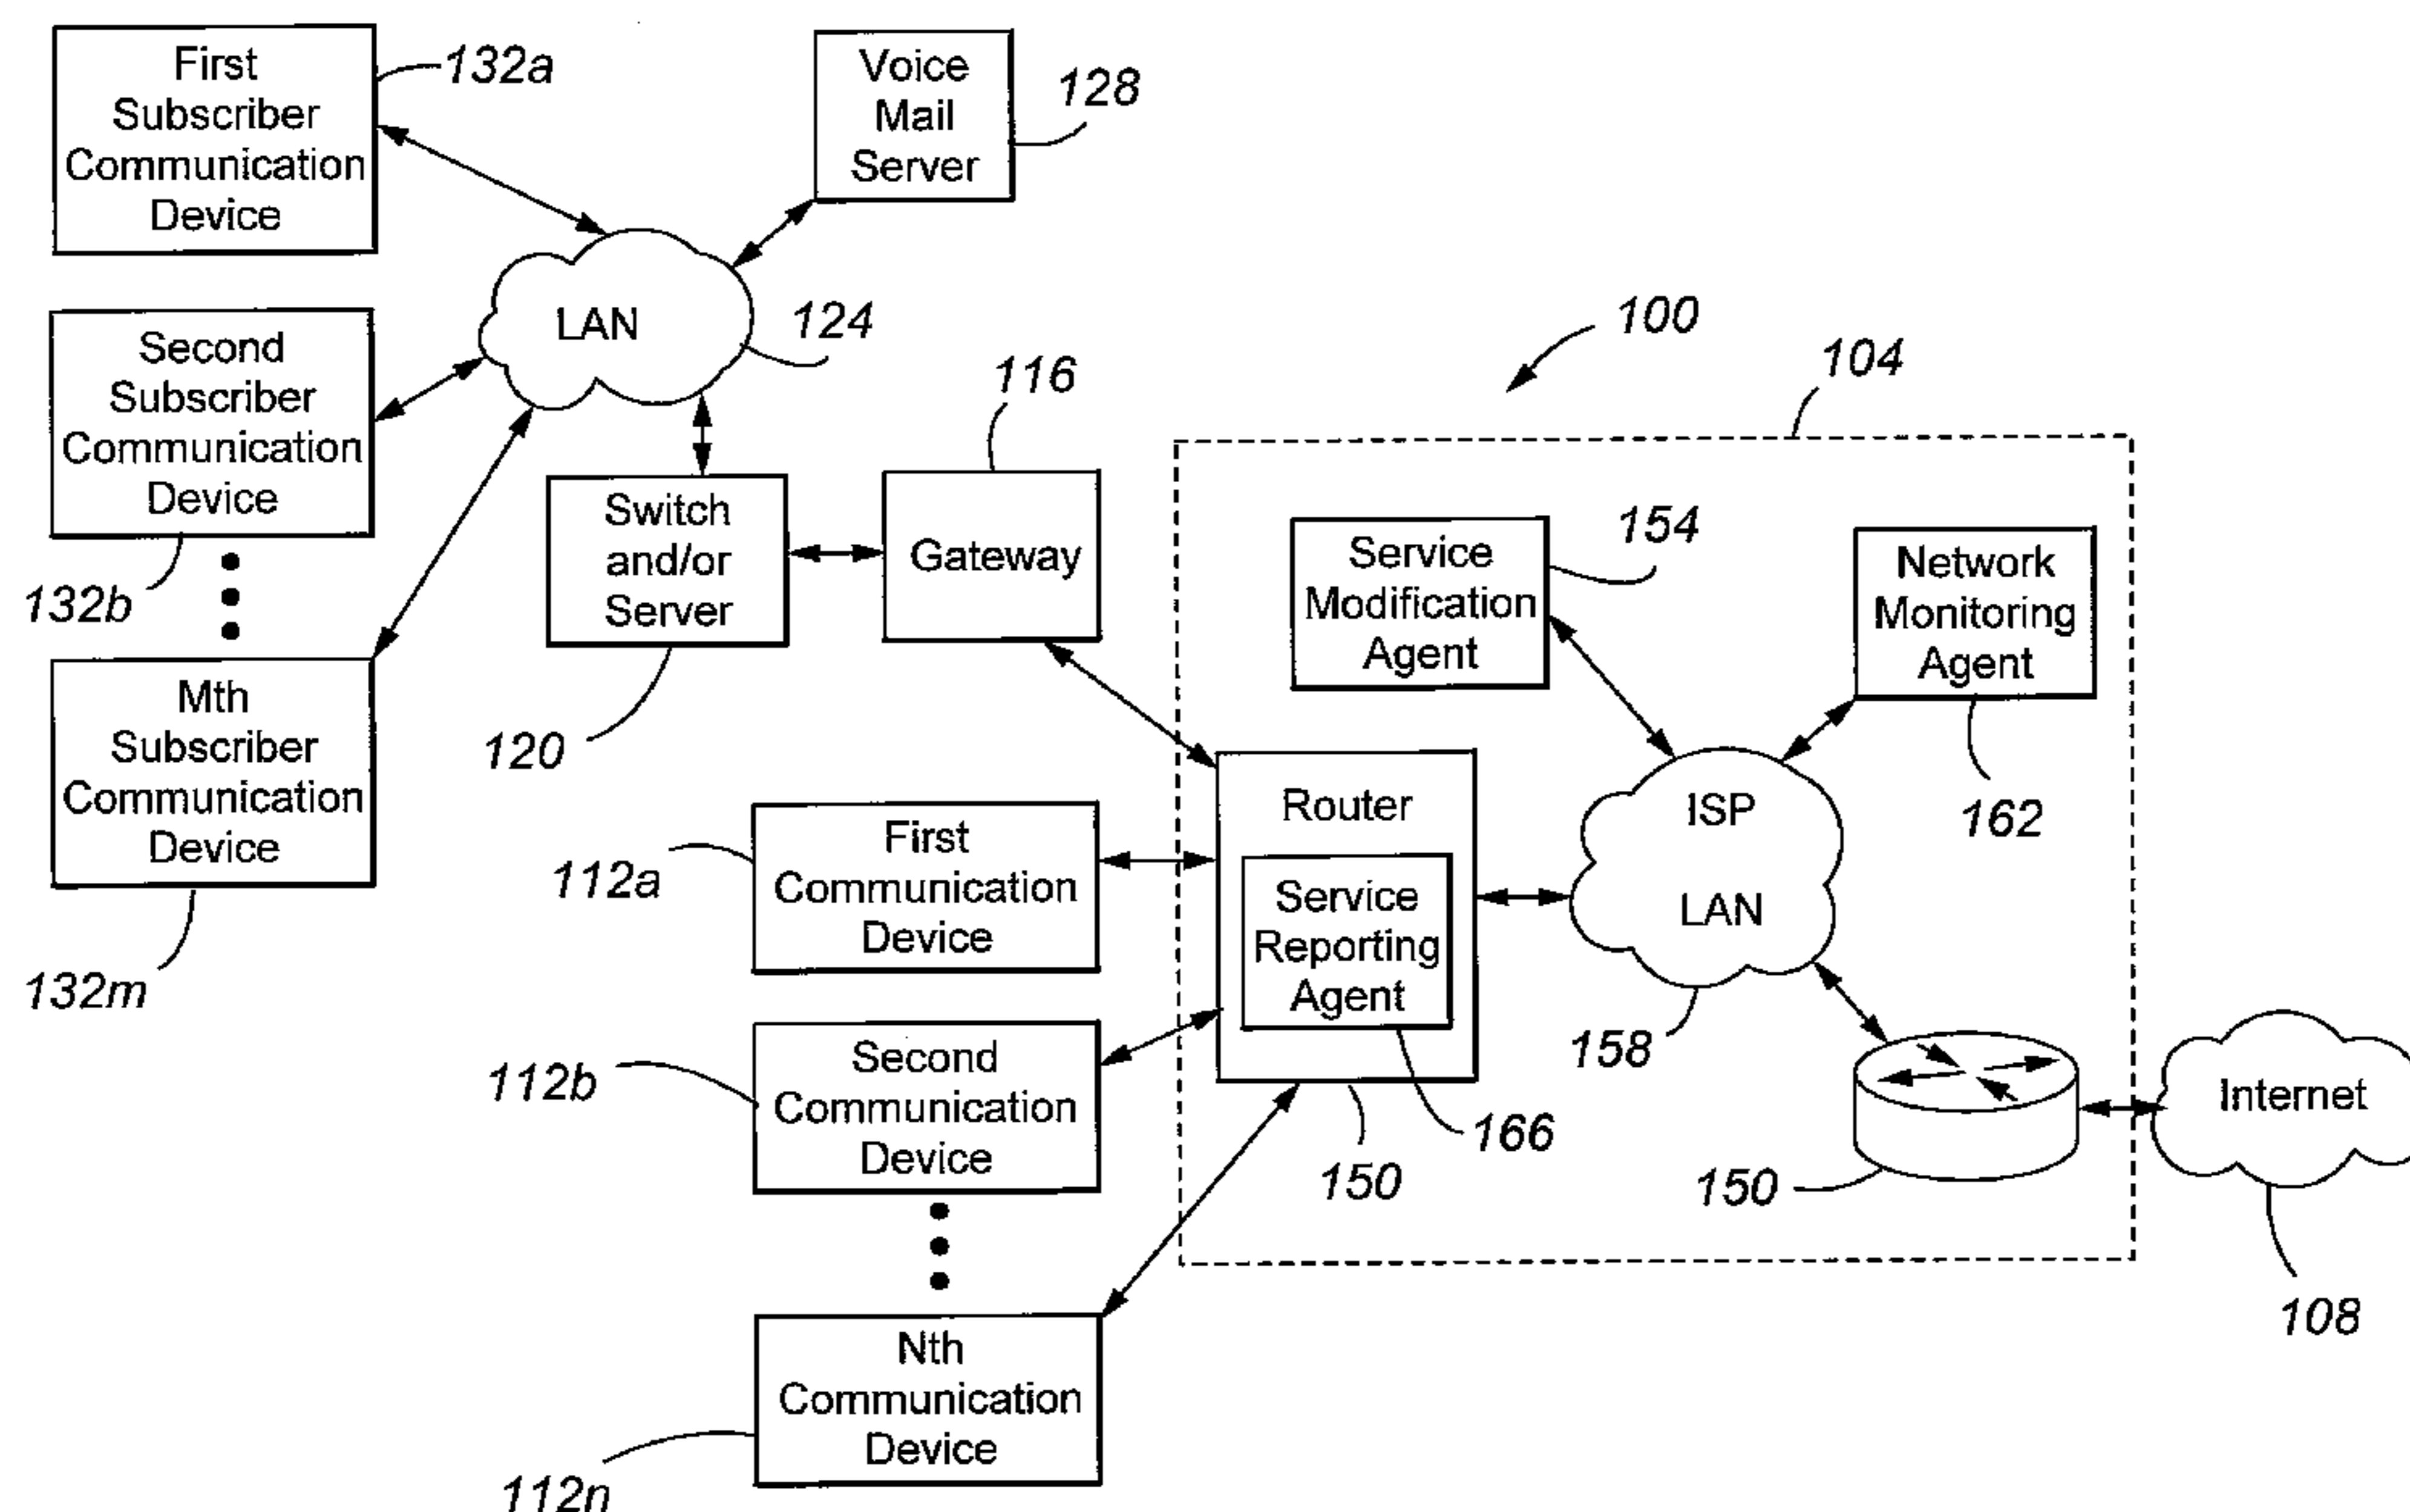 First
Subscriber
Communication
Device
132a
Voice
Mail
Server
128
LAN
124
Second
Subscriber
Communication
Device
132b
Mth
Subscriber
Communication
Device
132m
Switch
and/or
Server
120
Gateway
116
100
104
Service
Modification
Agent
154
Network
Monitoring
Agent
162
Router
Service
Reporting
Agent
166
150
ISP
LAN
158
150
Internet
108
First
Communication
Device
112a
Second
Communication
Device
112b
Nth
Communication
Device
112n